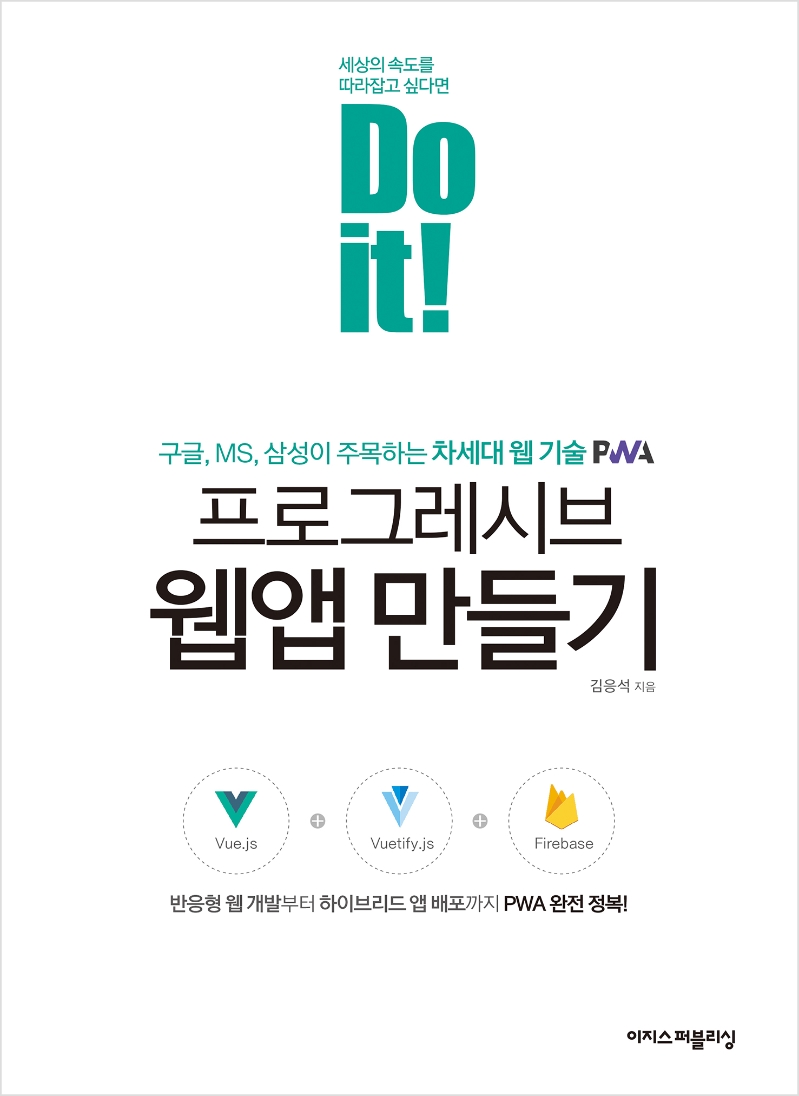 세상의 속도를
따라잡고 싶다면
Do
it!
구글, MS, 삼성이 주목하는 차세대 웹 기술 PWA
프로그레시브
웹앱 만들기
김응석 지음
Vue.js
Vuetify.js
Firebase
반응형 웹 개발부터 하이브리드 앱 배포까지 PWA 완전 정복!
이지스퍼블리싱